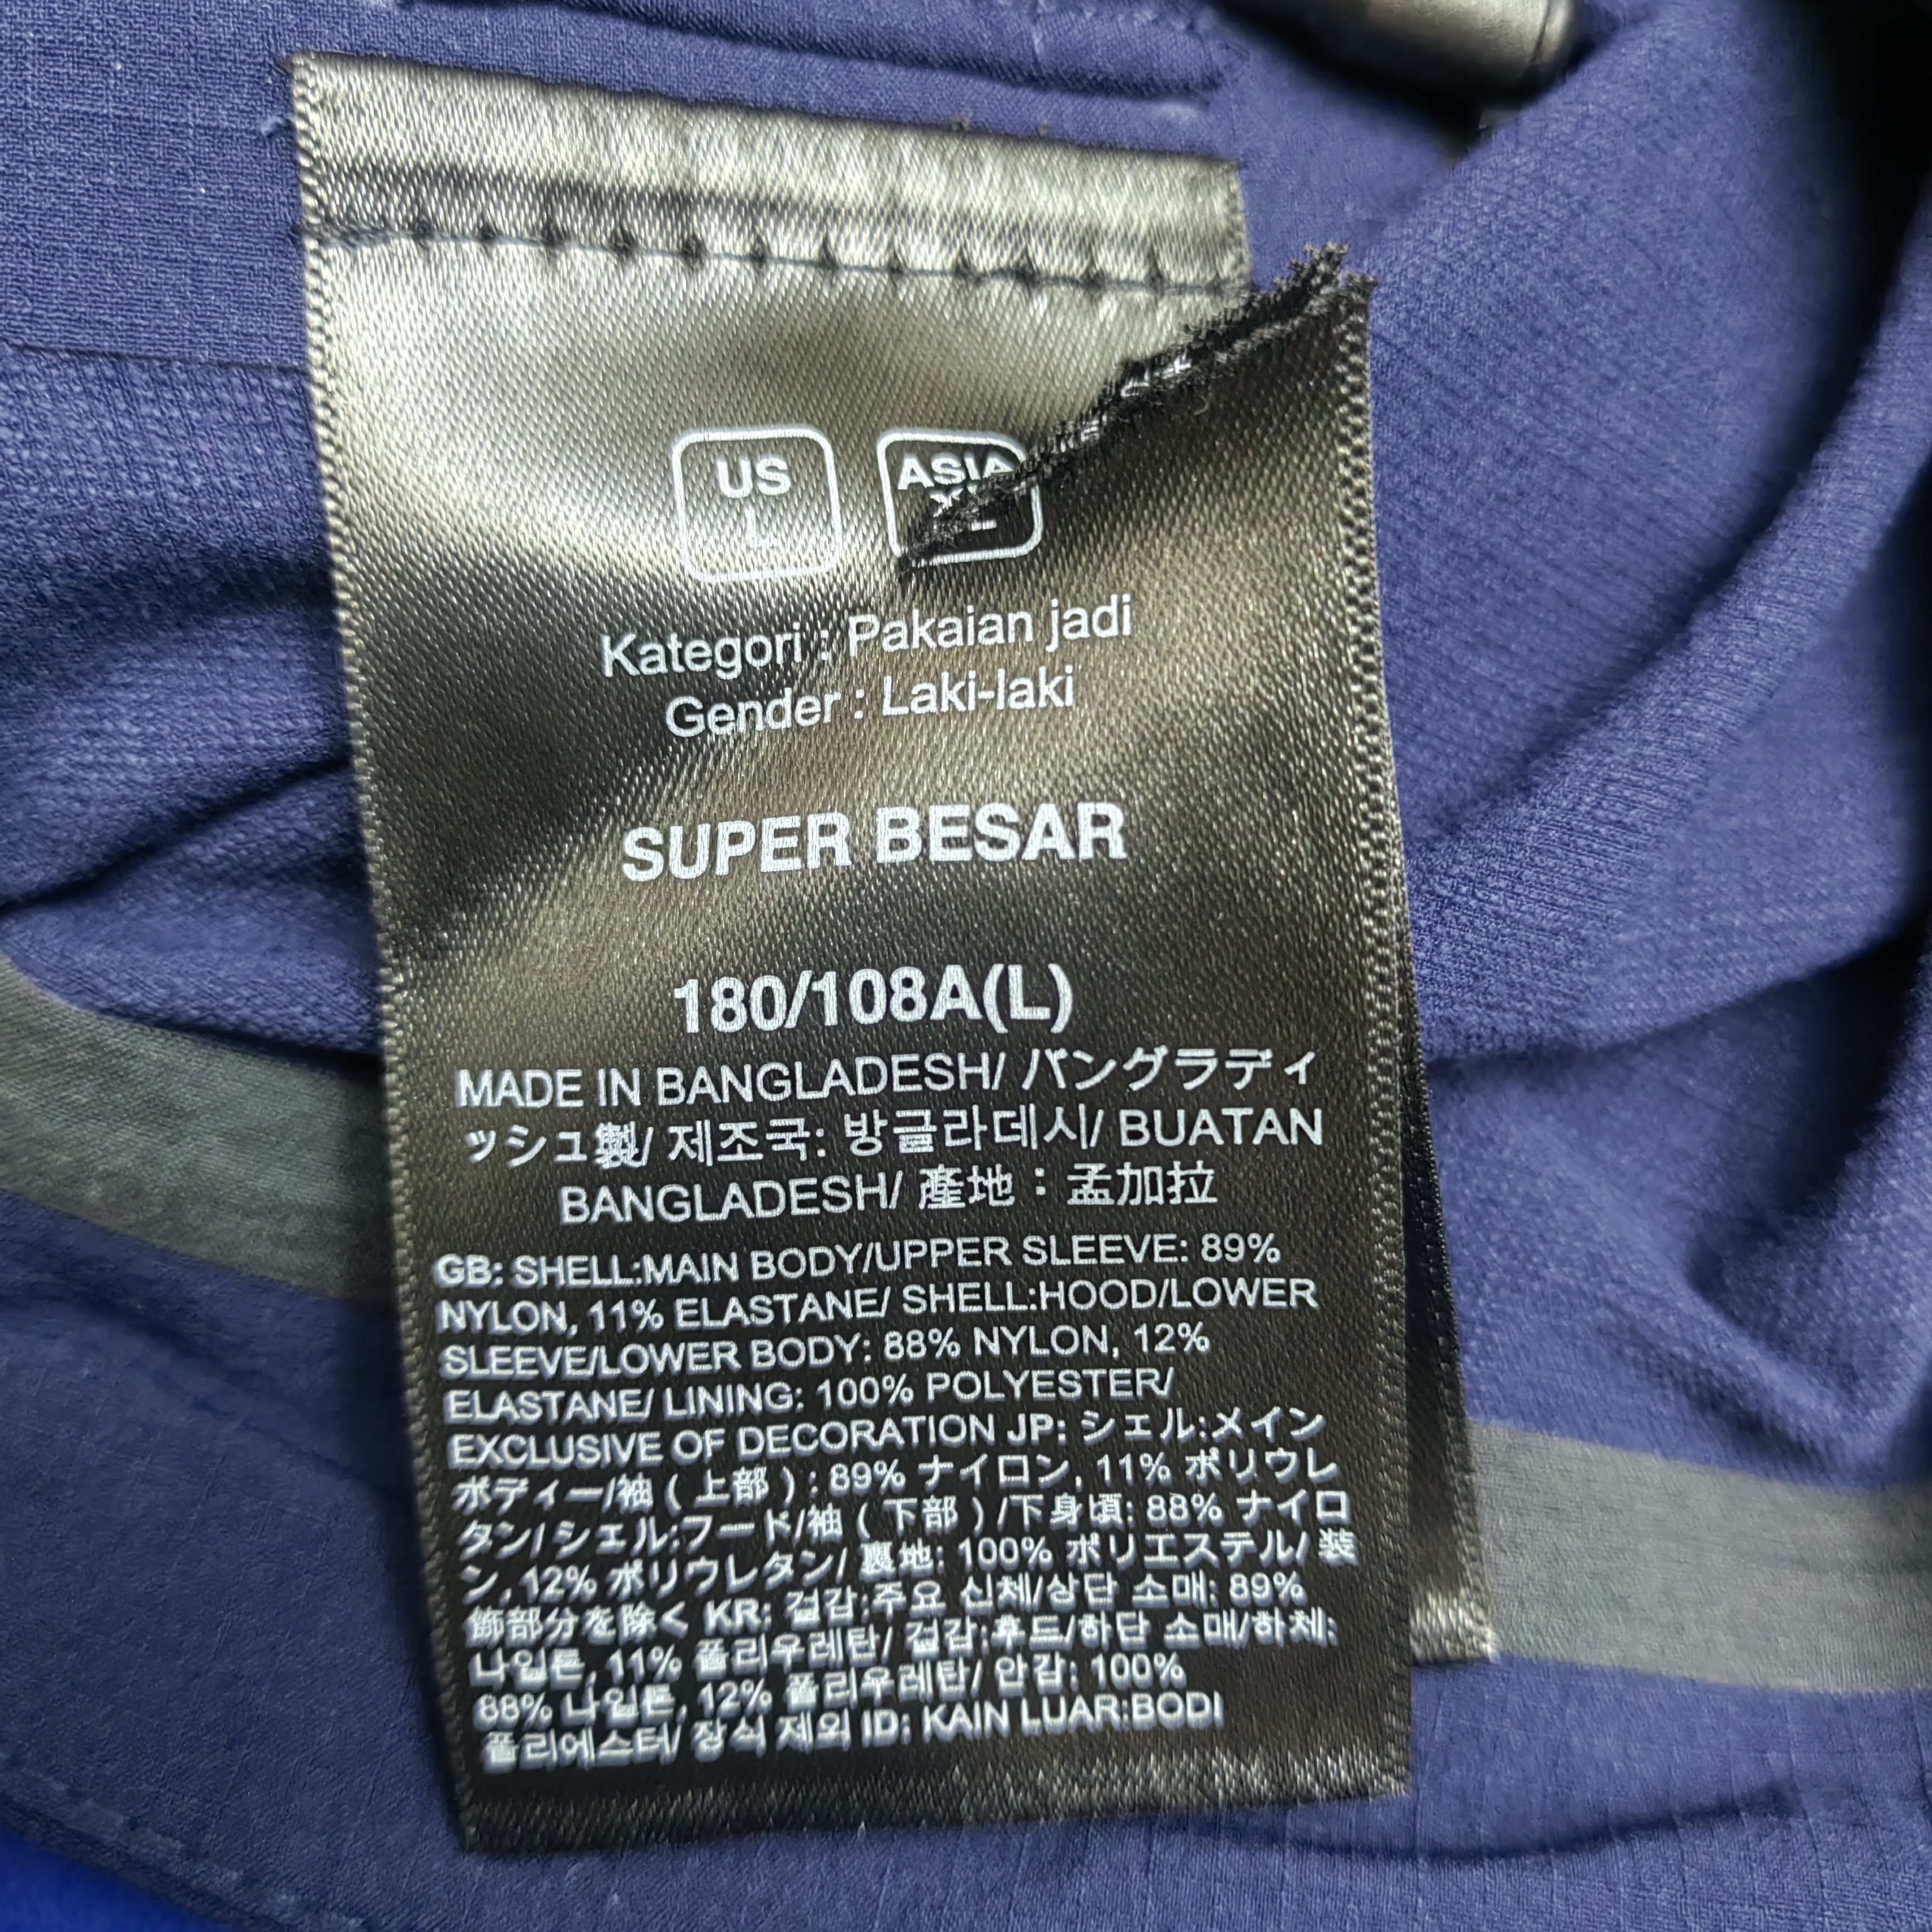 US
L
ASIA
XL
Kategori : Pakaian jadi
Gender : Laki-laki
SUPER BESAR
180/108A(L)
MADE IN BANGLADESH/ バングラディ
ッシュ製/ 제조국: 방글라데시/ BUATAN
BANGLADESH/ 產地：孟加拉
GB: SHELL:MAIN BODY/UPPER SLEEVE: 89%
NYLON, 11% ELASTANE/ SHELL:HOOD/LOWER
SLEEVE/LOWER BODY: 88% NYLON, 12%
ELASTANE/ LINING: 100% POLYESTER/
EXCLUSIVE OF DECORATION JP: シェル:メイン
ボディー/袖 ( 上部 ) : 89% ナイロン, 11% ポリウレ
タン/ シェル:フード/袖 ( 下部 ) /下身頃: 88% ナイロ
ン, 12% ポリウレタン/ 裏地: 100% ポリエステル/ 装
飾部分を除く KR: 겉감:주요 신체/상단 소매: 89%
나일론, 11% 폴리우레탄/ 겉감:후드/하단 소매/하체:
88% 나일론, 12% 폴리우레탄/ 안감: 100%
폴리에스터/ 장식 제외 ID: KAIN LUAR:BODI